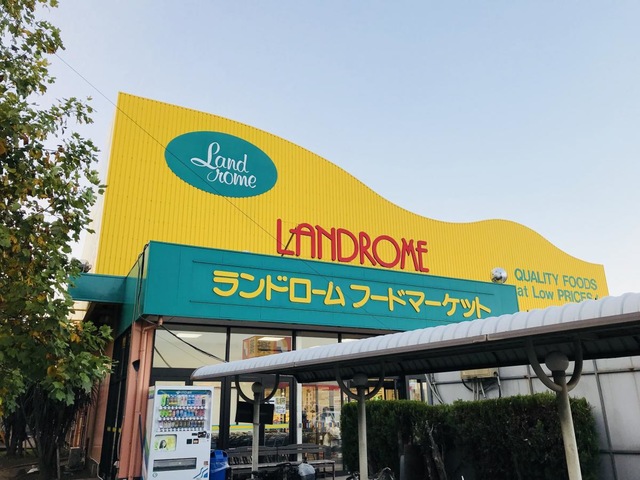 Land
rome
LANDROME
ランドローム フードマーケット
QUALITY FOODS
at Low PRICES!